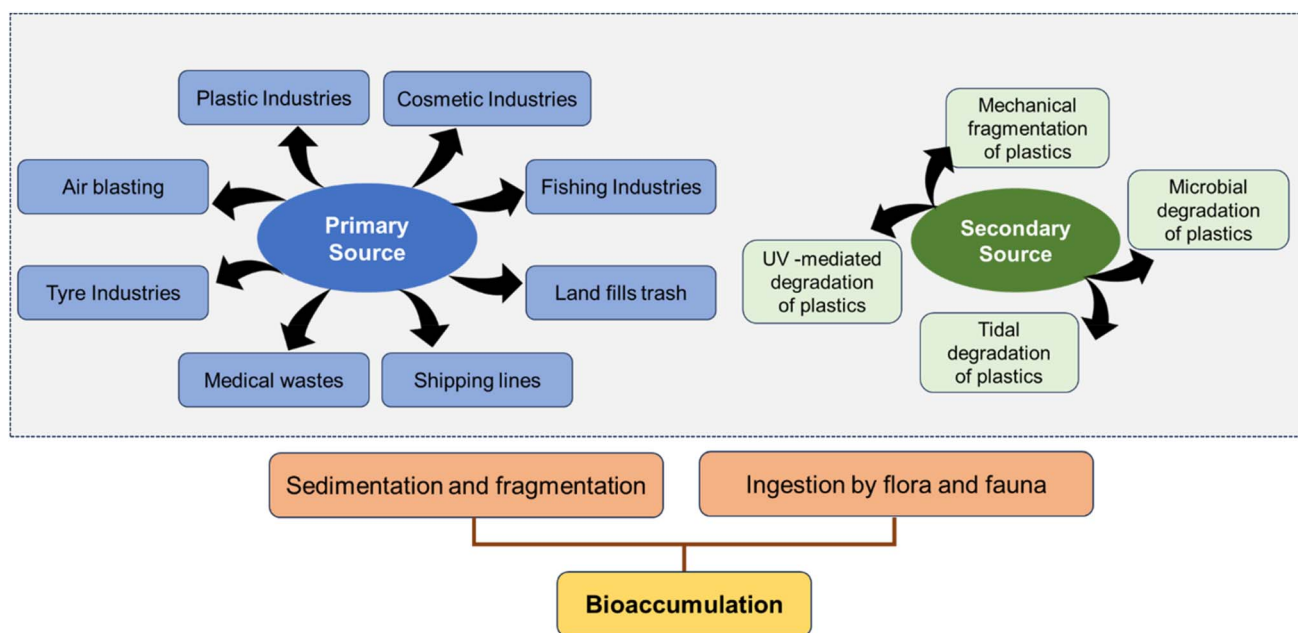 Plastic Industries
Cosmetic Industries
Air blasting
Fishing Industries
Primary
Source
Tyre Industries
Land fills trash
Medical wastes
Shipping lines
Mechanical
fragmentation
of plastics
Microbial
degradation
of plastics
Secondary
Source
UV -mediated
degradation
of plastics
Tidal
degradation
of plastics
Sedimentation and fragmentation
Ingestion by flora and fauna
Bioaccumulation